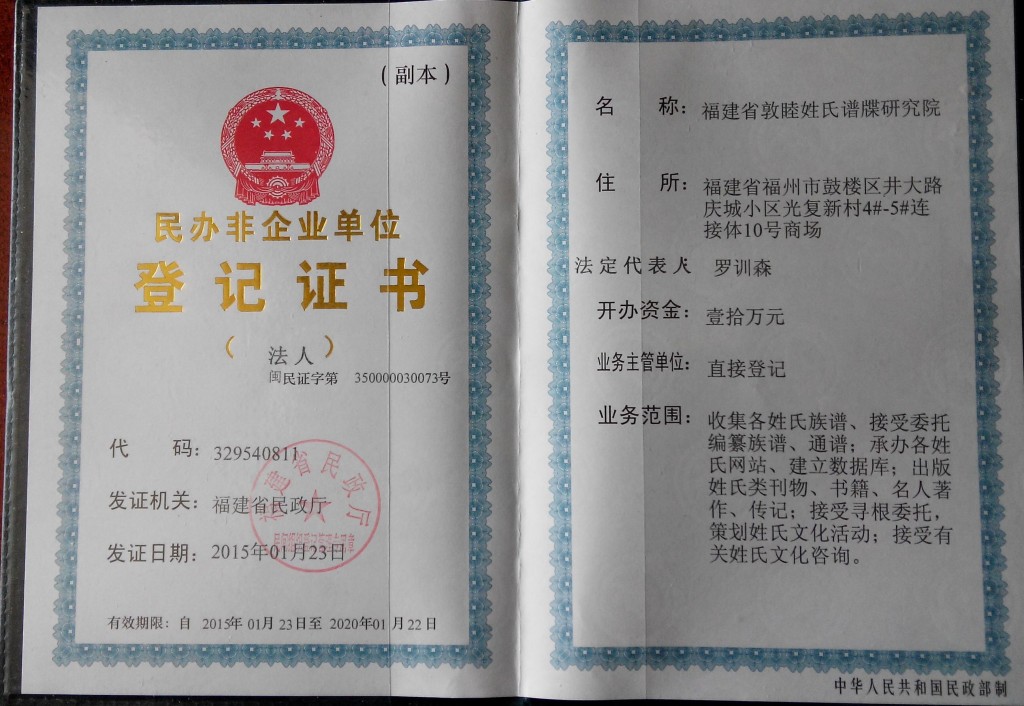 （副本）
民办非企业单位
登记证书
（法人）
闽民证字第 350000030073号
代 码：329540811
发证机关：福建省民政厅
发证日期：2015年01月23日
有效期限：自 2015年 01月 23日至 2020年01月22日
福建省民政厅
名 称：福建省敦睦姓氏谱牒研究院
住 所：福建省福州市鼓楼区井大路
庆城小区光复新村4#-5#连
接体10号商场
法定代表人 罗训森
开办资金：壹拾万元
业务主管单位：直接登记
业务范围：收集各姓氏族谱、接受委托
编纂族谱、通谱；承办各姓
氏网站、建立数据库；出版
姓氏类刊物、书籍、名人著
作、传记；接受寻根委托，
策划姓氏文化活动；接受有
关姓氏文化咨询。
中华人民共和国民政部制